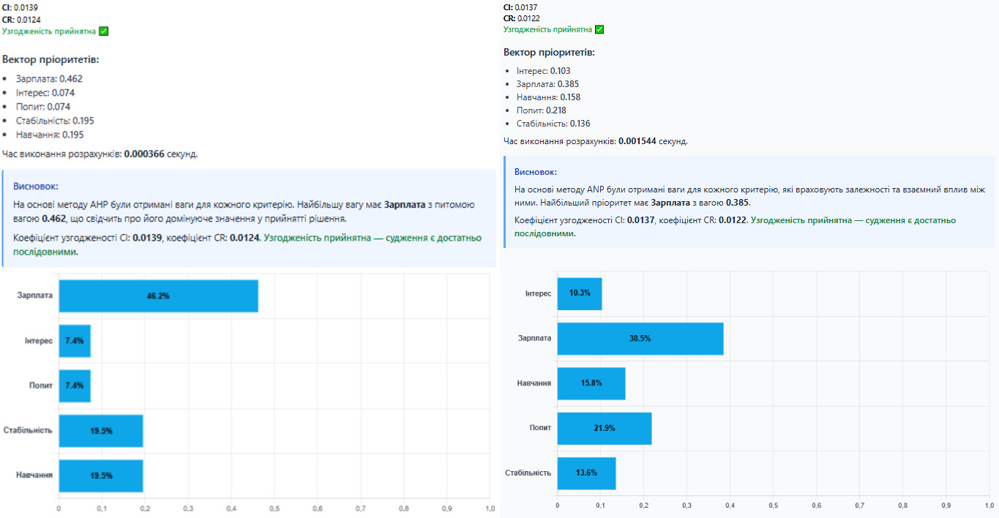 CI: 0.0139
CR: 0.0124
Узгодженість прийнятна ✅
Вектор пріоритетів:
• Зарплата: 0.462
• Інтерес: 0.074
• Попит: 0.074
• Стабільність: 0.195
• Навчання: 0.195
Час виконання розрахунків: 0.000366 секунд.
Висновок:
На основі методу AHP були отримані ваги для кожного критерію. Найбільшу вагу має Зарплата з питомою
вагою 0.462, що свідчить про його домінуюче значення у прийнятті рішення.
Коефіцієнт узгодженості CI: 0.0139, коефіцієнт CR: 0.0124. Узгодженість прийнятна — судження є достатньо
послідовними.
Зарплата 46.2%
Інтерес 7.4%
Попит 7.4%
Стабільність 19.5%
Навчання 19.5%
0 0,1 0,2 0,3 0,4 0,5 0,6 0,7 0,8 0,9 1,0
CI: 0.0137
CR: 0.0122
Узгодженість прийнятна ✅
Вектор пріоритетів:
• Інтерес: 0.103
• Зарплата: 0.385
• Навчання: 0.158
• Попит: 0.218
• Стабільність: 0.136
Час виконання розрахунків: 0.001544 секунд.
Висновок:
На основі методу ANP були отримані ваги для кожного критерію, які враховують залежності та взаємний вплив між
ними. Найбільший пріоритет має Зарплата з вагою 0.385.
Коефіцієнт узгодженості CI: 0.0137, коефіцієнт CR: 0.0122. Узгодженість прийнятна — судження є достатньо
послідовними.
Інтерес 10.3%
Зарплата 38.5%
Навчання 15.8%
Попит 21.9%
Стабільність 13.6%
0 0,1 0,2 0,3 0,4 0,5 0,6 0,7 0,8 0,9 1,0